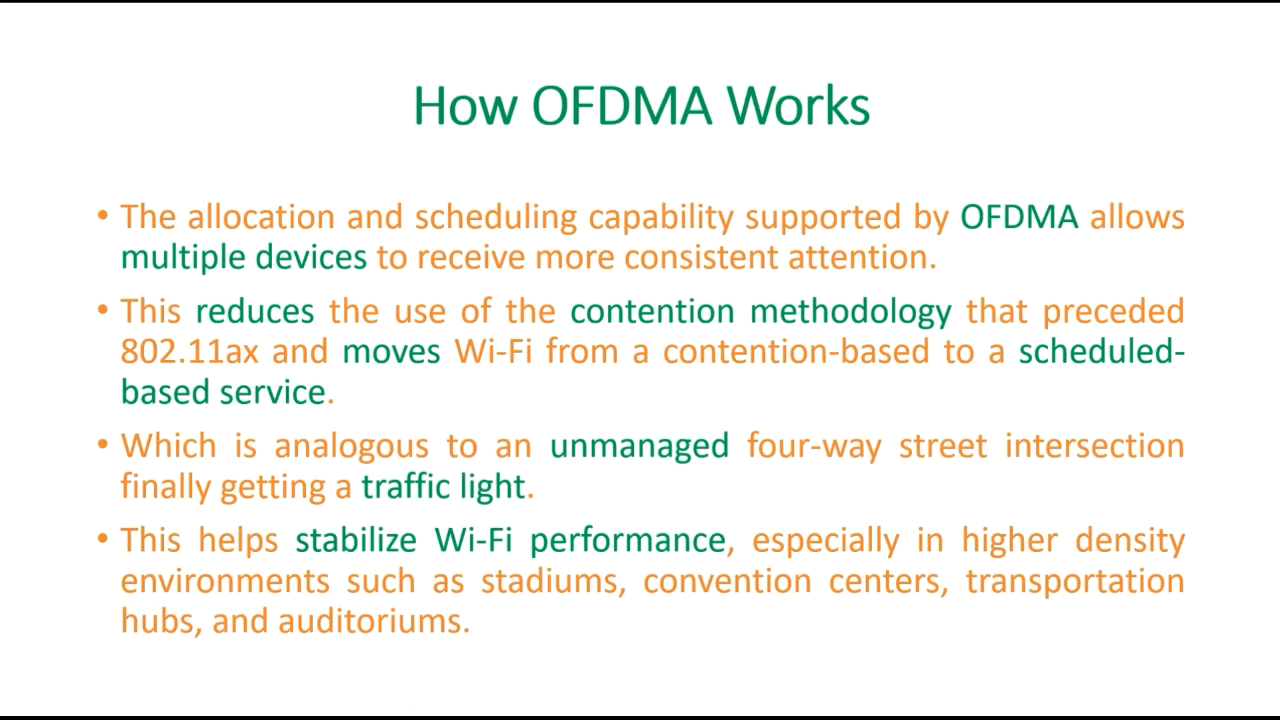 How OFDMA Works
• The allocation and scheduling capability supported by OFDMA allows
multiple devices to receive more consistent attention.
• This reduces the use of the contention methodology that preceded
802.11ax and moves Wi-Fi from a contention-based to a scheduled-
based service.
• Which is analogous to an unmanaged four-way street intersection
finally getting a traffic light.
• This helps stabilize Wi-Fi performance, especially in higher density
environments such as stadiums, convention centers, transportation
hubs, and auditoriums.